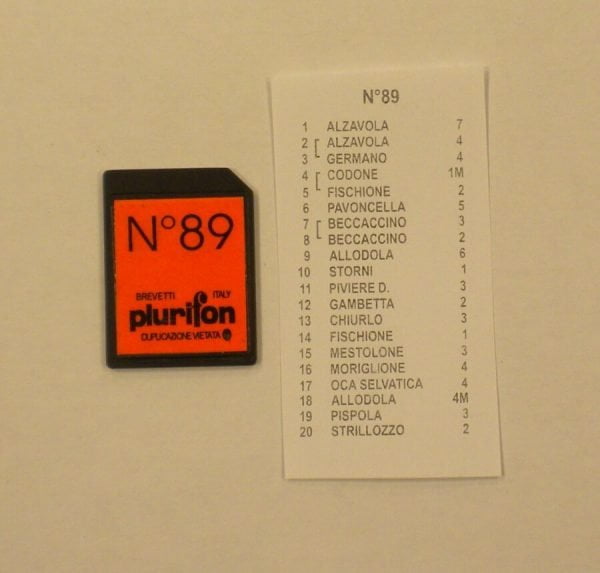 N°89
BREVETTI ITALY
plurifon
DUPLICAZIONE VIETATA
N°89
1 ALZAVOLA 7
2 ALZAVOLA 4
3 GERMANO 4
4 CODONE 1M
5 FISCHIONE 2
6 PAVONCELLA 5
7 BECCACCINO 3
8 BECCACCINO 2
9 ALLODOLA 6
10 STORNI 1
11 PIVIERE D. 3
12 GAMBETTA 2
13 CHIURLO 3
14 FISCHIONE 1
15 MESTOLONE 3
16 MORIGLIONE 4
17 OCA SELVATICA 4
18 ALLODOLA 4M
19 PISPOLA 3
20 STRILLOZZO 2